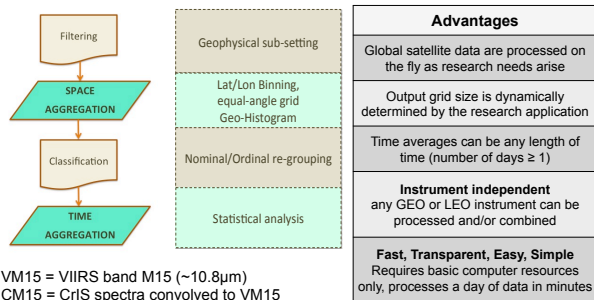 Filtering
SPACE
AGGREGATION
Classification
TIME
AGGREGATION
Geophysical sub-setting
Lat/Lon Binning,
equal-angle grid
Geo-Histogram
Nominal/Ordinal re-grouping
Statistical analysis
VM15 = VIIRS band M15 (~10.8μm)
CM15 = CrIS spectra convolved to VM15
Advantages
Global satellite data are processed on
the fly as research needs arise
Output grid size is dynamically
determined by the research application
Time averages can be any length of
time (number of days ≥ 1)
Instrument independent
any GEO or LEO instrument can be
processed and/or combined
Fast, Transparent, Easy, Simple
Requires basic computer resources
only, processes a day of data in minutes